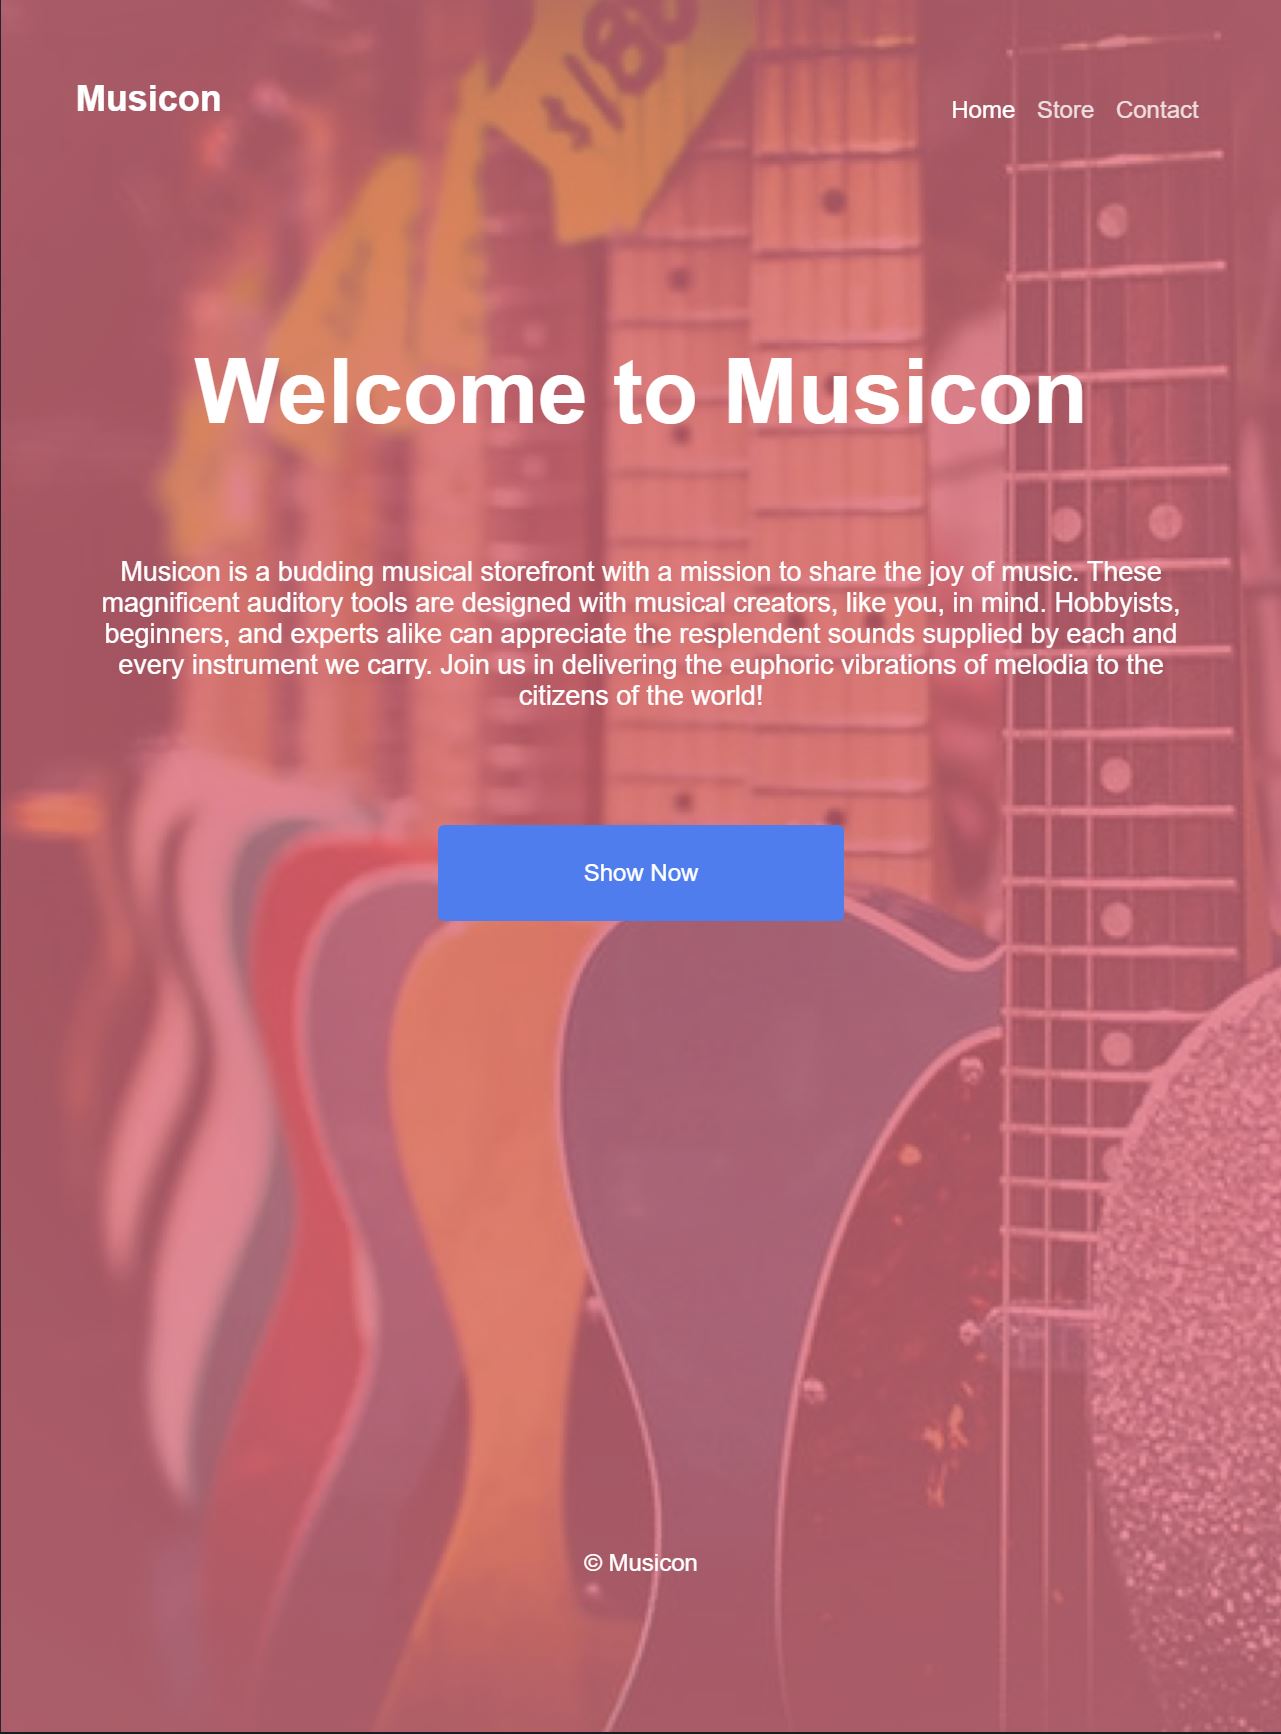 $180
Musicon
Home Store Contact
Welcome to Musicon
Musicon is a budding musical storefront with a mission to share the joy of music. These
magnificent auditory tools are designed with musical creators, like you, in mind. Hobbyists,
beginners, and experts alike can appreciate the resplendent sounds supplied by each and
every instrument we carry. Join us in delivering the euphoric vibrations of melodia to the
citizens of the world!
Show Now
© Musicon